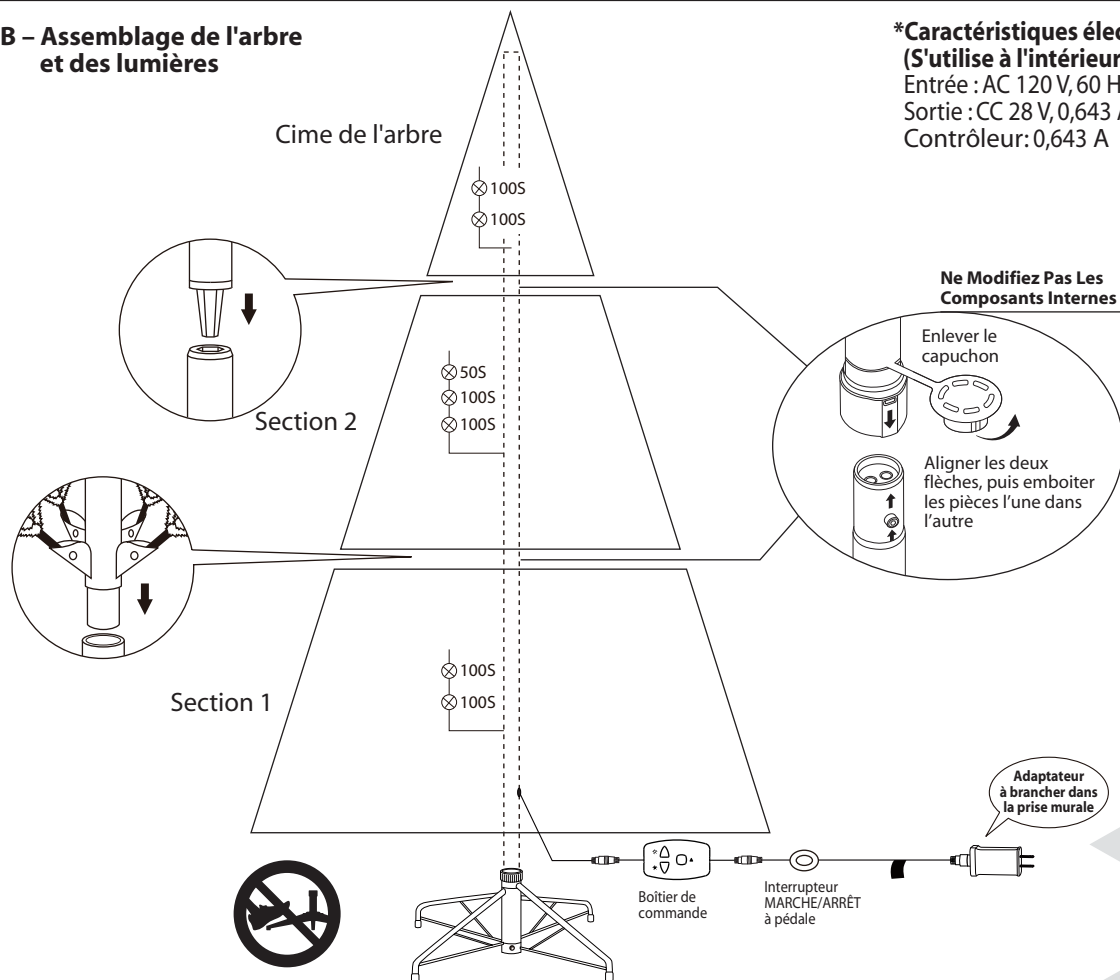 B – Assemblage de l'arbre
et des lumières
*Caractéristiques
(S'utilise à l'intérieur
Entrée : AC 120 V, 60
Sortie : CC 28 V, 0,643
Contrôleur: 0,643 A
Cime de l'arbre
100S
100S
Ne Modifiez Pas Les
Composants Internes
Enlever le
capuchon
Aligner les deux
flèches, puis emboiter
les pièces l'une dans
l'autre
Section 2
50S
100S
100S
Section 1
100S
100S
Adaptateur
à brancher dans
la prise murale
Boîtier de
commande
Interrupteur
MARCHE/ARRÊT
à pédale